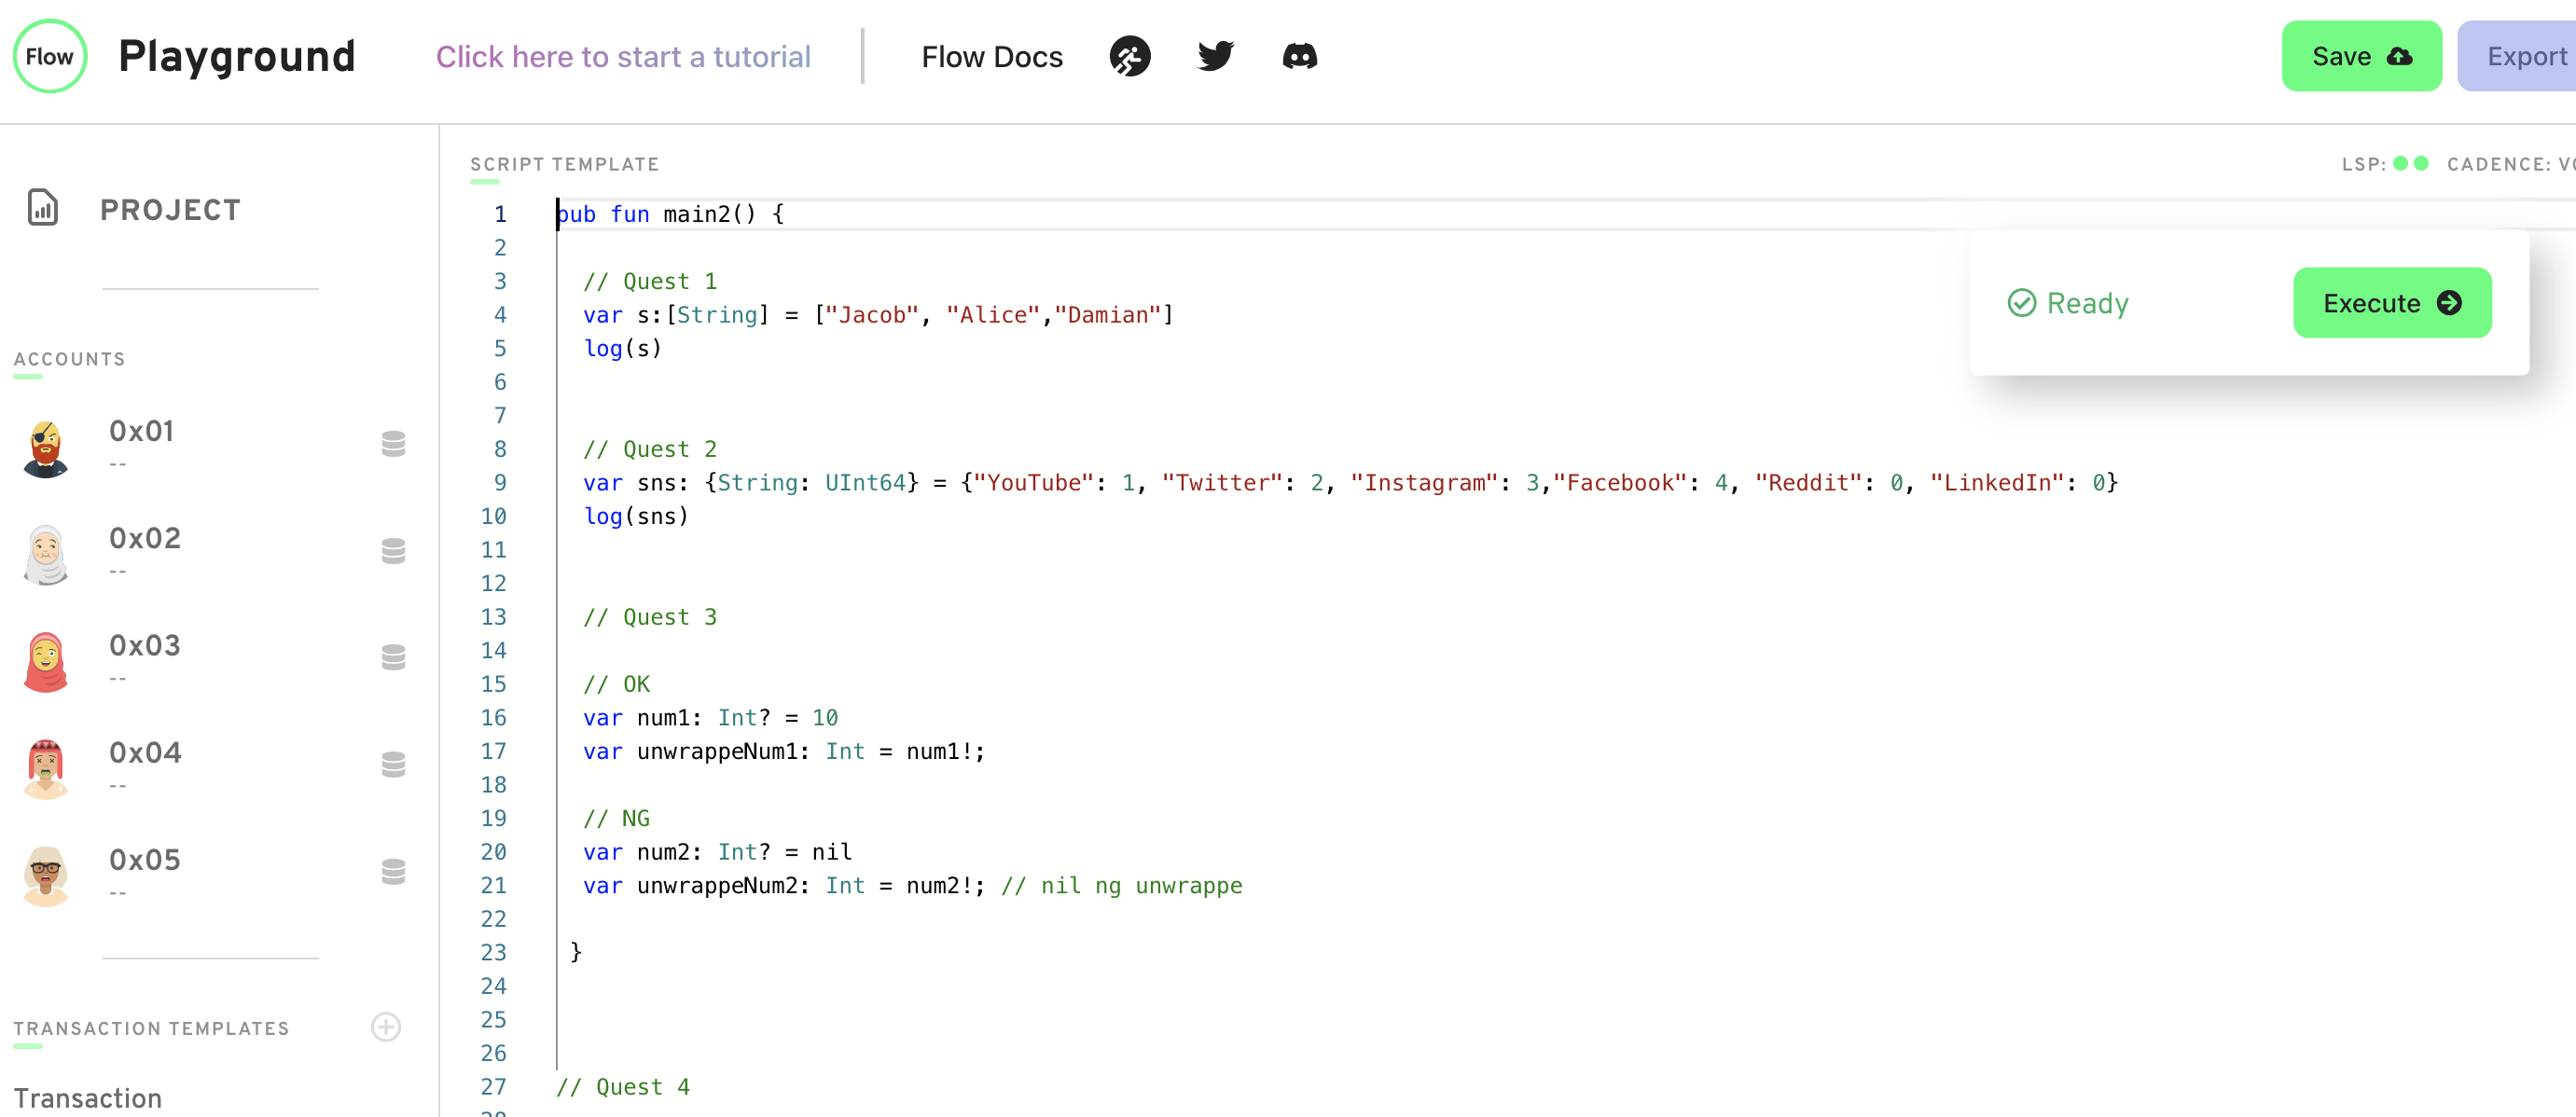 Flow Playground Click here to start a tutorial Flow Docs Save Export
PROJECT
ACCOUNTS
0x01
--
0x02
--
0x03
--
0x04
--
0x05
--
TRANSACTION TEMPLATES
Transaction
SCRIPT TEMPLATE
LSP: CADENCE:
Ready Execute
1 pub fun main2() {
2
3 // Quest 1
4 var s:[String] = ["Jacob", "Alice","Damian"]
5 log(s)
6
7
8 // Quest 2
9 var sns: {String: UInt64} = {"YouTube": 1, "Twitter": 2, "Instagram": 3,"Facebook": 4, "Reddit": 0, "LinkedIn": 0}
10 log(sns)
11
12
13 // Quest 3
14
15 // OK
16 var num1: Int? = 10
17 var unwrappeNum1: Int = num1!;
18
19 // NG
20 var num2: Int? = nil
21 var unwrappeNum2: Int = num2!; // nil ng unwrappe
22
23 }
24
25
26
27 // Quest 4